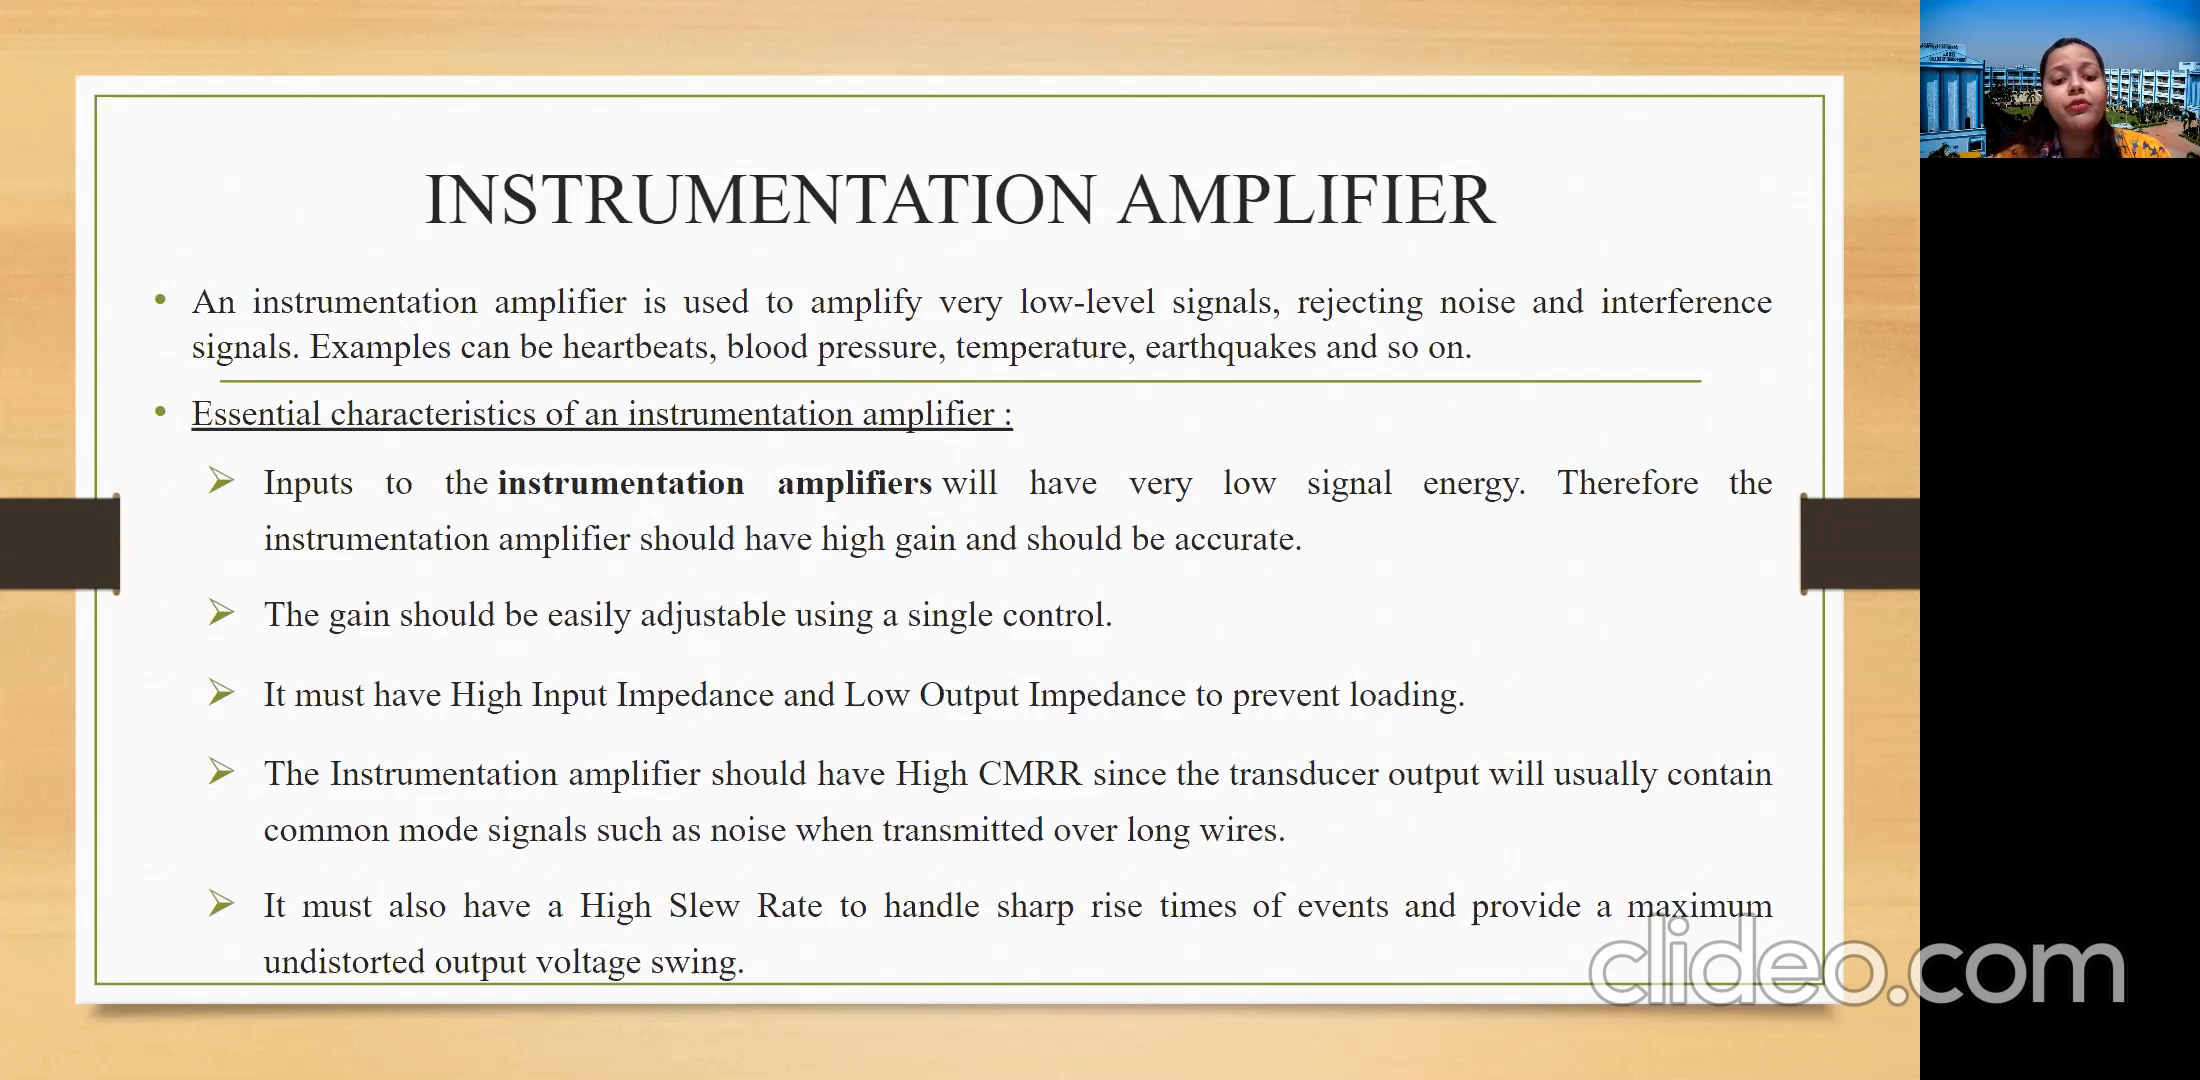 INSTRUMENTATION AMPLIFIER
• An instrumentation amplifier is used to amplify very low-level signals, rejecting noise and interference
signals. Examples can be heartbeats, blood pressure, temperature, earthquakes and so on.
• Essential characteristics of an instrumentation amplifier :
➢ Inputs to the instrumentation amplifiers will have very low signal energy. Therefore the
instrumentation amplifier should have high gain and should be accurate.
➢ The gain should be easily adjustable using a single control.
➢ It must have High Input Impedance and Low Output Impedance to prevent loading.
➢ The Instrumentation amplifier should have High CMRR since the transducer output will usually contain
common mode signals such as noise when transmitted over long wires.
➢ It must also have a High Slew Rate to handle sharp rise times of events and provide a maximum
undistorted output voltage swing.
clideo.com